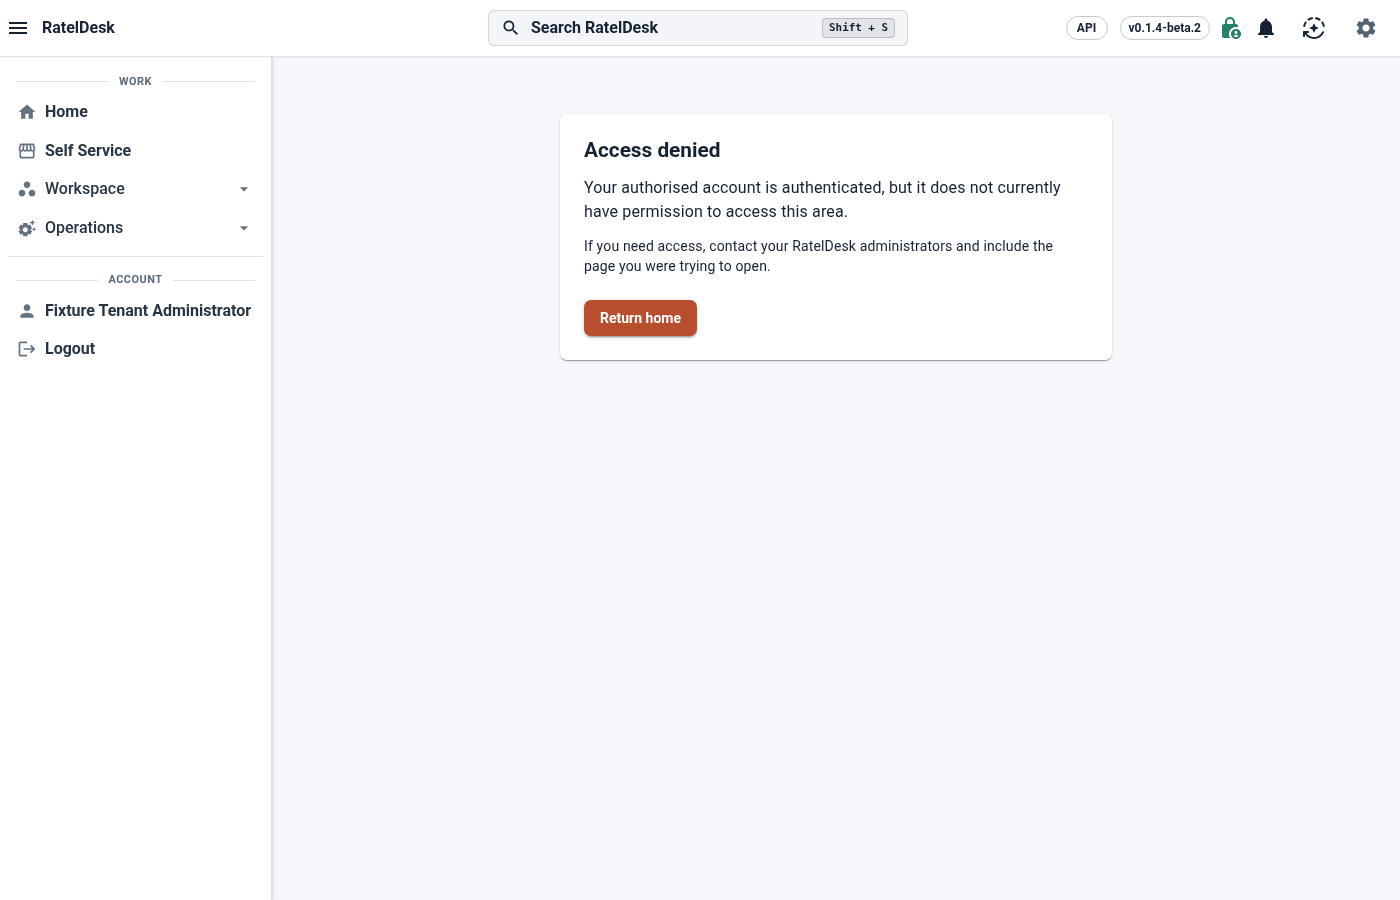 RatelDesk
Search RatelDesk
Shift + S
API
v0.1.4-beta.2
WORK
Home
Self Service
Workspace
Operations
ACCOUNT
Fixture Tenant Administrator
Logout
Access denied
Your authorised account is authenticated, but it does not currently
have permission to access this area.
If you need access, contact your RatelDesk administrators and include the
page you were trying to open.
Return home